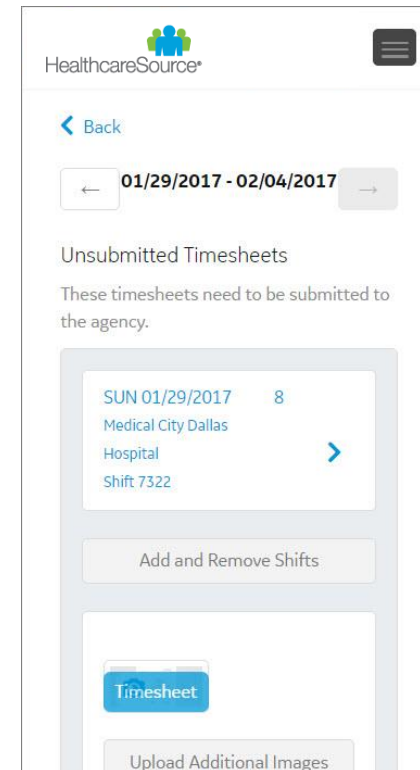 HealthcareSource
Back
← 01/29/2017 - 02/04/2017 →
Unsubmitted Timesheets
These timesheets need to be submitted to
the agency.
SUN 01/29/2017 8
Medical City Dallas
Hospital
Shift 7322
Add and Remove Shifts
Timesheet
Upload Additional Images